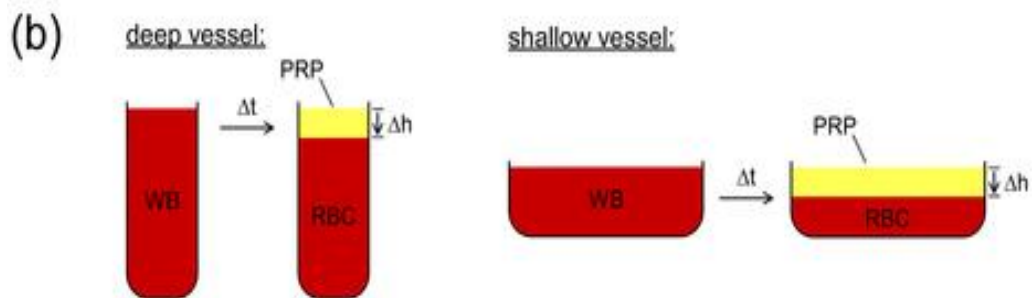 (b)
deep vessel:
WB
Δt
PRP
Δh
RBC
shallow vessel:
WB
Δt
PRP
Δh
RBC